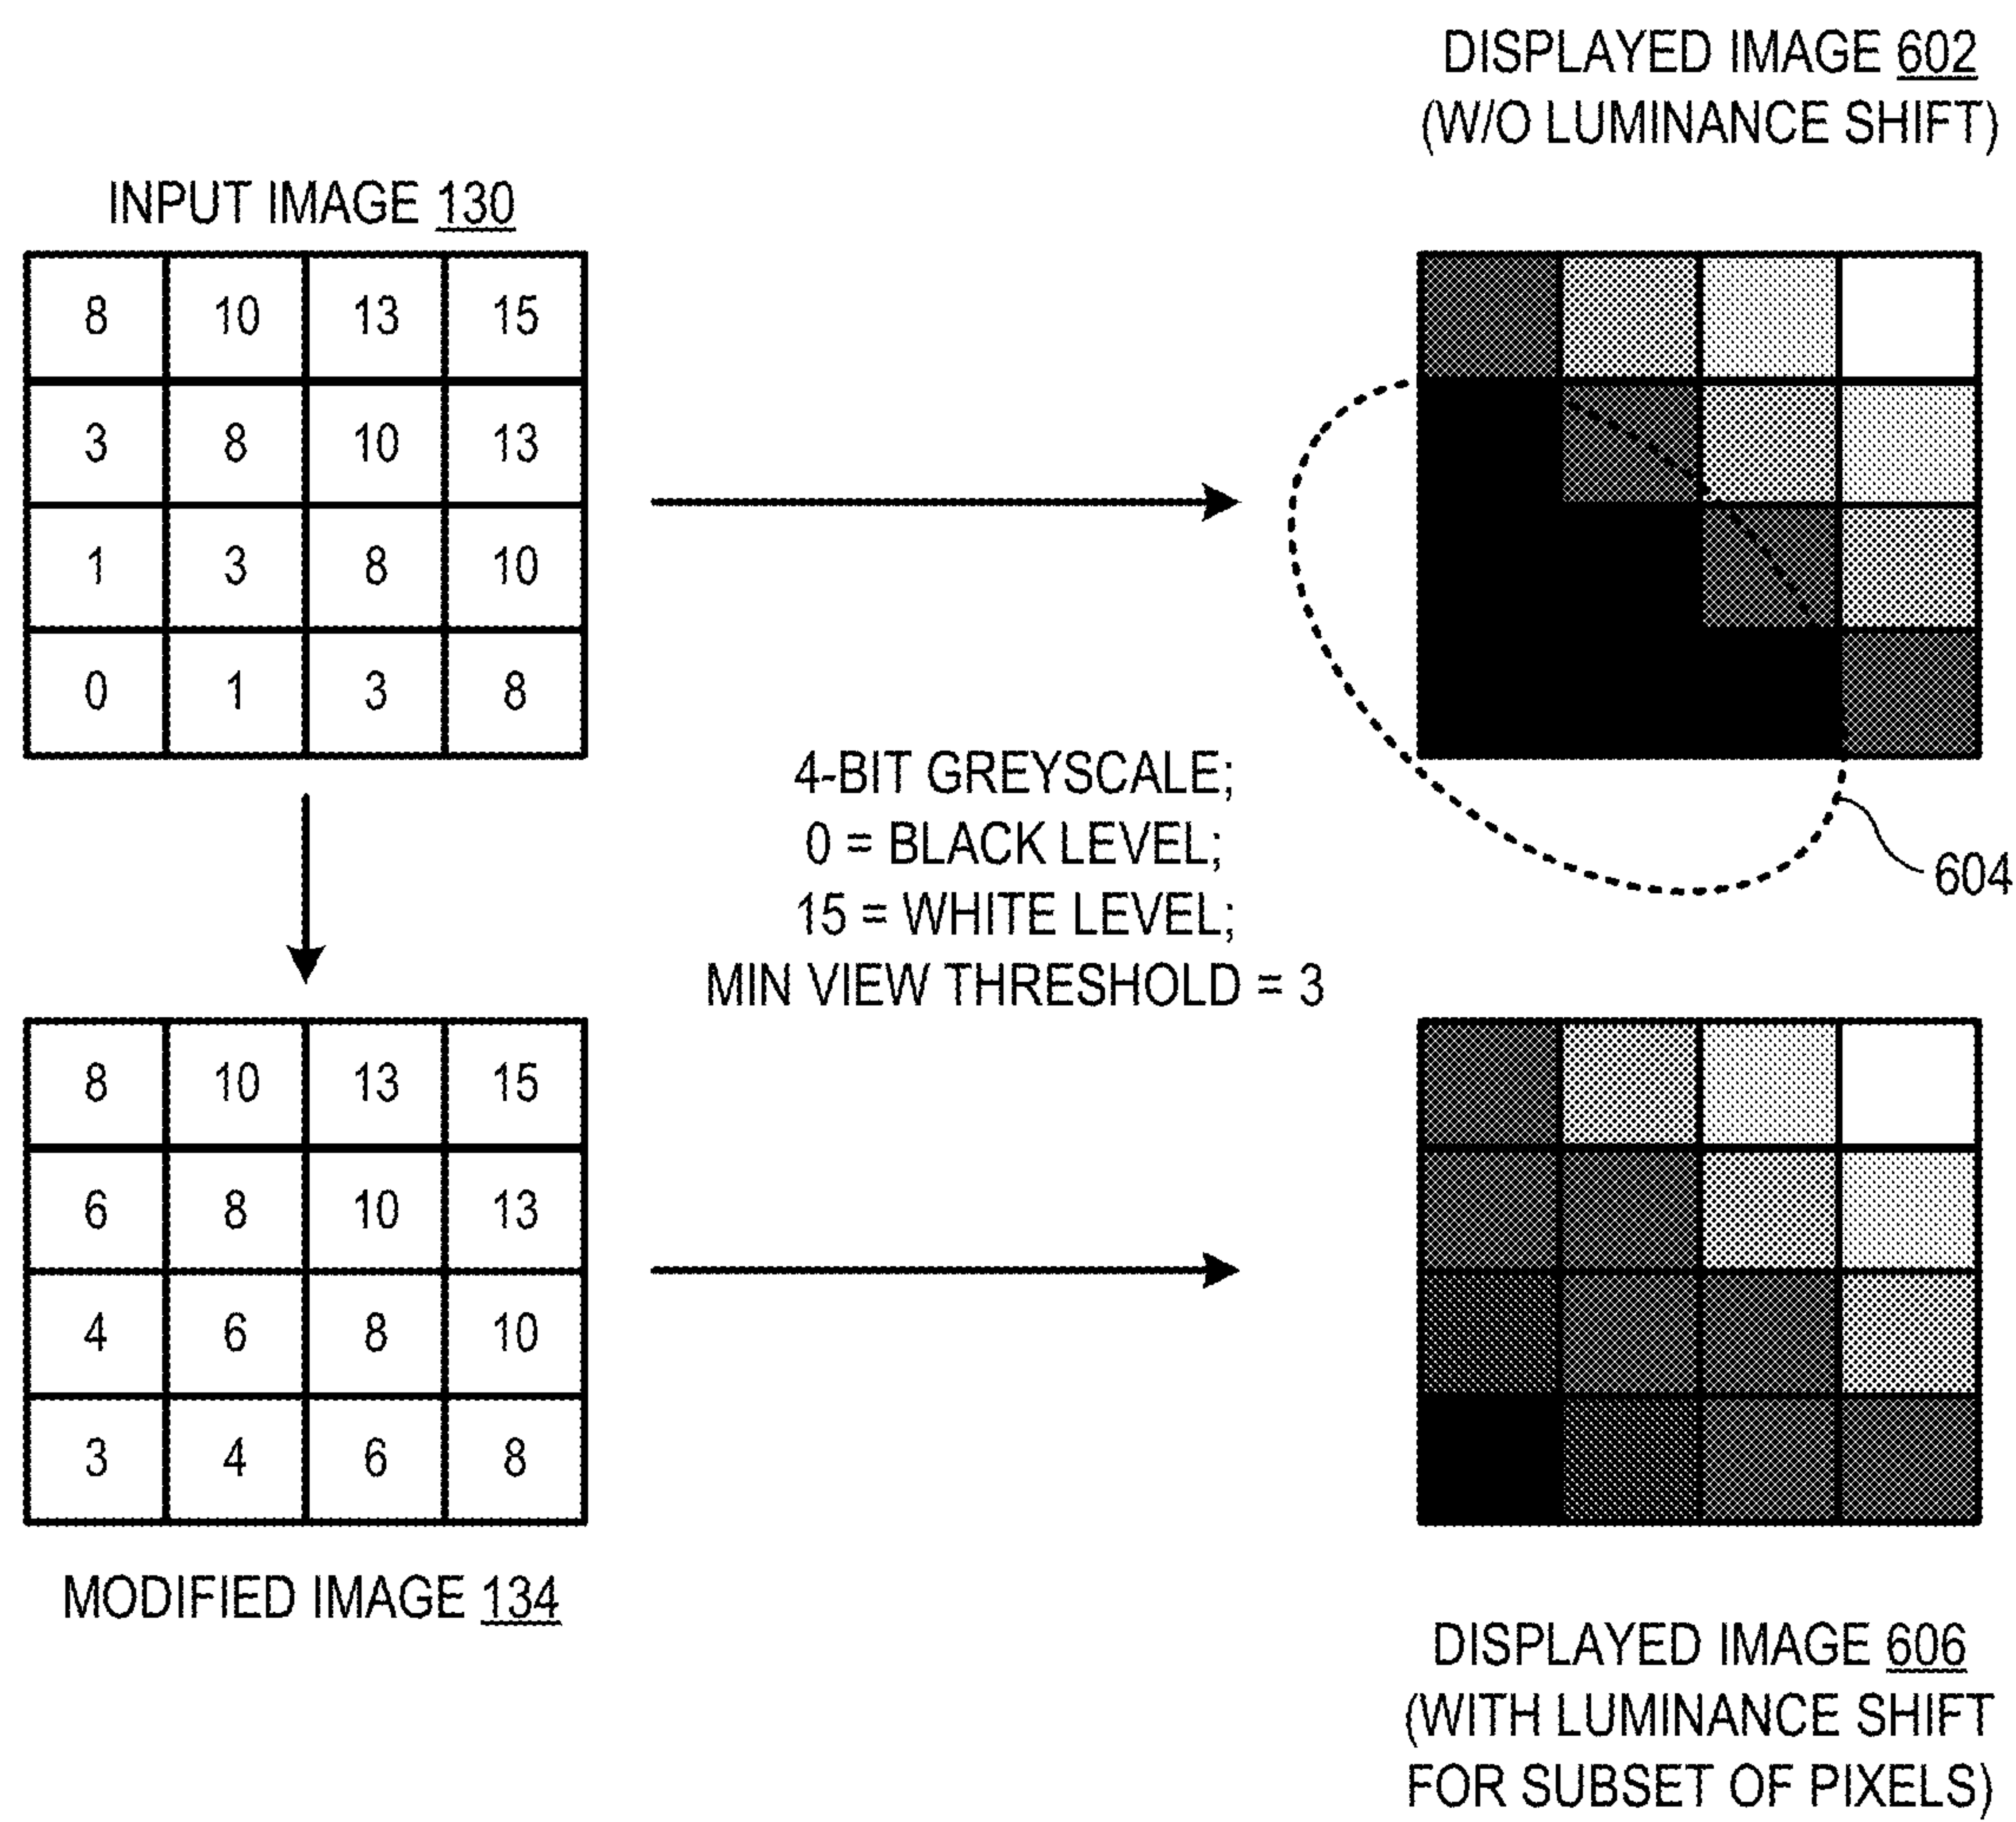 DISPLAYED IMAGE 602
(W/O LUMINANCE SHIFT)
INPUT IMAGE 130
8 10 13 15
3 8 10 13
1 3 8 10
0 1 3 8
4-BIT GREYSCALE;
0 = BLACK LEVEL;
15 = WHITE LEVEL;
MIN VIEW THRESHOLD = 3
604
8 10 13 15
6 8 10 13
4 6 8 10
3 4 6 8
MODIFIED IMAGE 134
DISPLAYED IMAGE 606
(WITH LUMINANCE SHIFT
FOR SUBSET OF PIXELS)